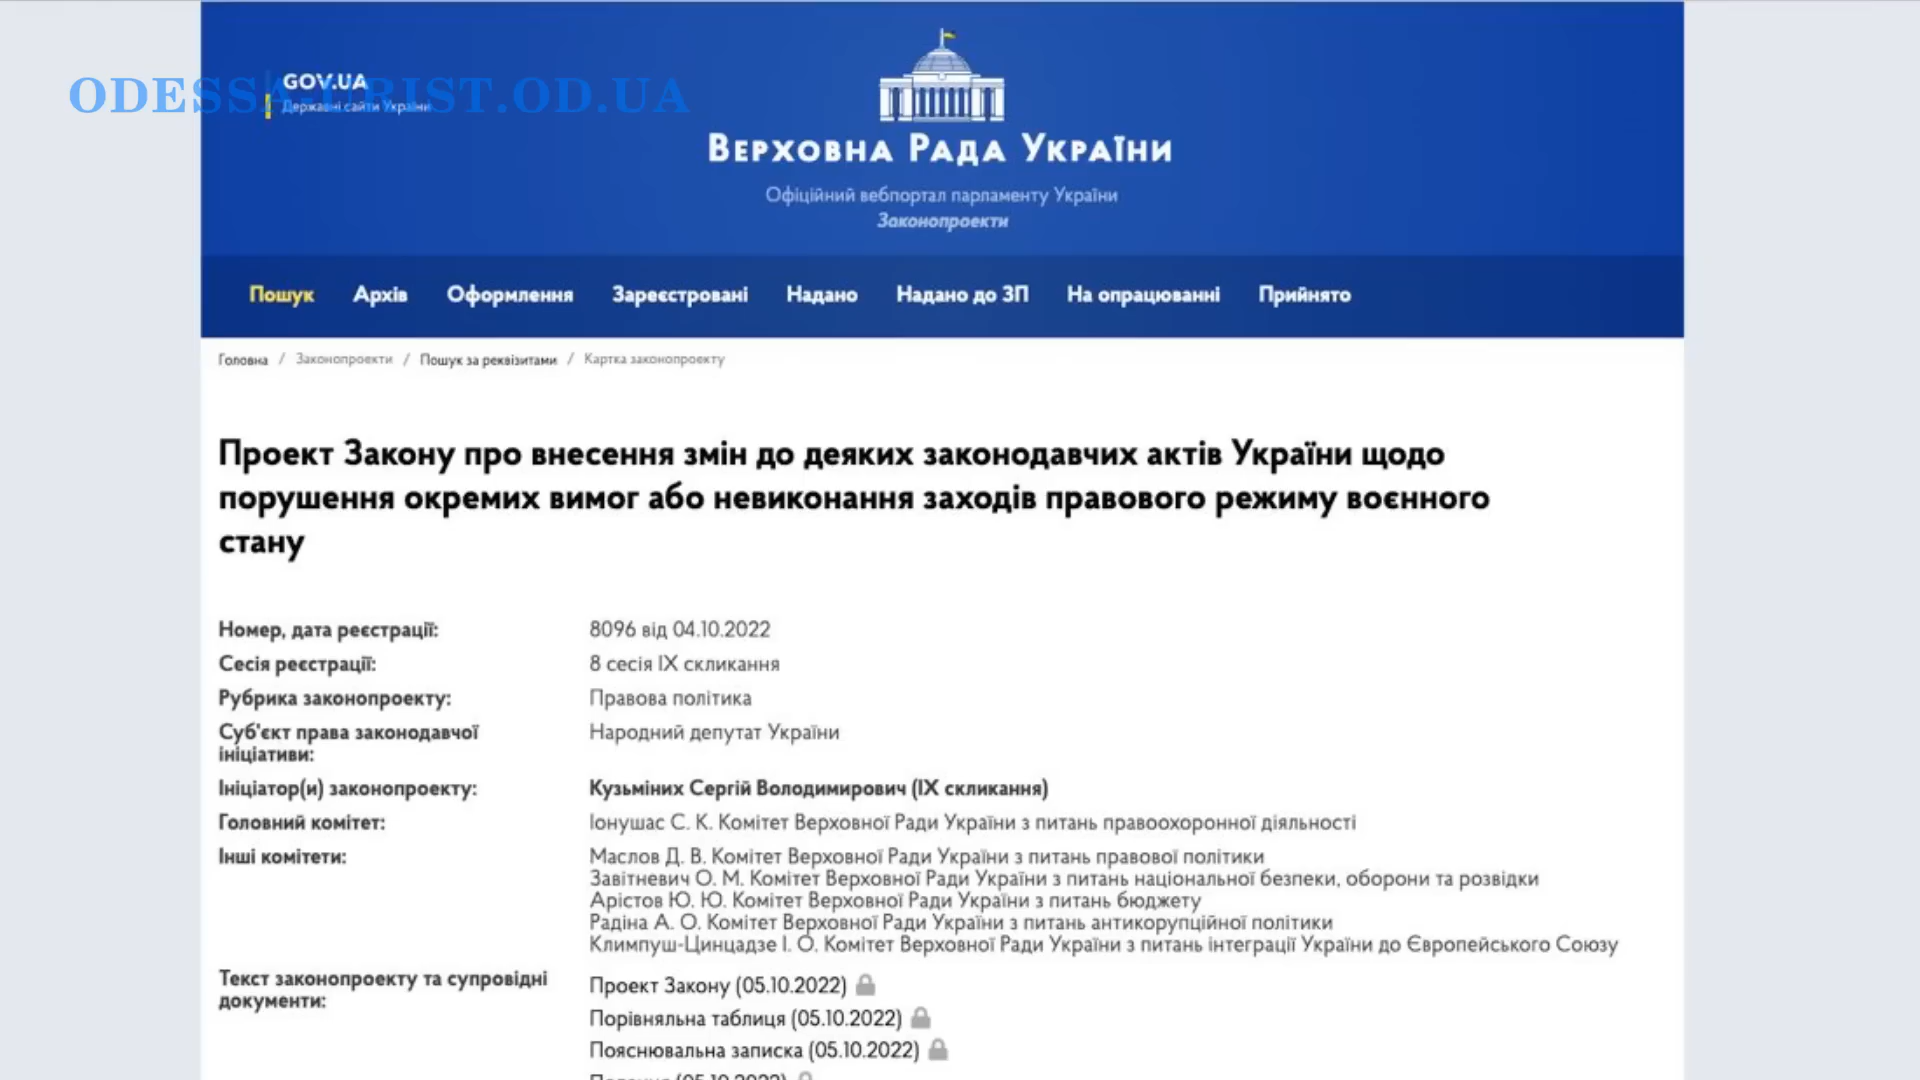 GOV.UA
ODESSA.URIST.OD.UA
Державні сайти України
ВЕРХОВНА РАДА УКРАЇНИ
Офіційний вебпортал парламенту України
Законопроекти
Пошук Архів Оформлення Зареєстровані Надано Надано до ЗП На опрацюванні Прийнято
Головна / Законопроекти / Пошук за реквізитами / Картка законопроекту
Проект Закону про внесення змін до деяких законодавчих актів України щодо
порушення окремих вимог або невиконання заходів правового режиму воєнного
стану
Номер, дата реєстрації: 8096 від 04.10.2022
Сесія реєстрації: 8 сесія IX скликання
Рубрика законопроекту: Правова політика
Суб'єкт права законодавчої Народний депутат України
ініціативи:
Ініціатор(и) законопроекту: Кузьміних Сергій Володимирович (IX скликання)
Головний комітет: Іонушас С. К. Комітет Верховної Ради України з питань правоохоронної діяльності
Інші комітети: Маслов Д. В. Комітет Верховної Ради України з питань правової політики
Завітневич О. М. Комітет Верховної Ради України з питань національної безпеки, оборони та розвідки
Арістов Ю. Ю. Комітет Верховної Ради України з питань бюджету
Радіна А. О. Комітет Верховної Ради України з питань антикорупційної політики
Климпуш-Цинцадзе І. О. Комітет Верховної Ради України з питань інтеграції України до Європейського Союзу
Текст законопроекту та супровідні Проект Закону (05.10.2022)
документи:
Порівняльна таблиця (05.10.2022)
Пояснювальна записка (05.10.2022)